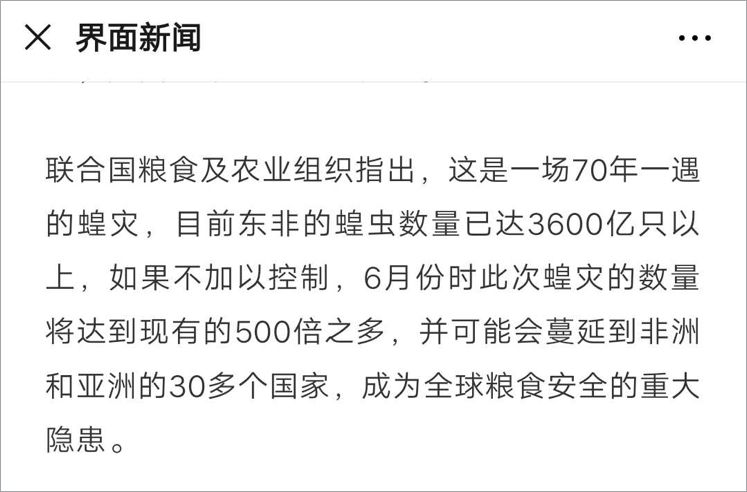 界面新闻
联合国粮食及农业组织指出，这是一场70年一遇
的蝗灾，目前东非的蝗虫数量已达3600亿只以
上，如果不加以控制，6月份时此次蝗灾的数量
将达到现有的500倍之多，并可能会蔓延到非洲
和亚洲的30多个国家，成为全球粮食安全的重大
隐患。